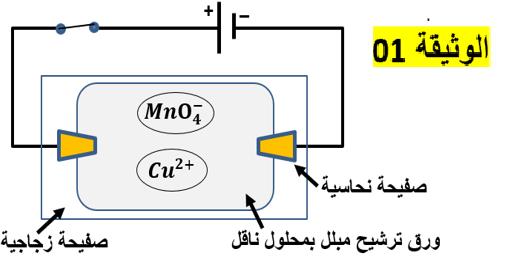 الوثيقة 01
+ −
MnO₄⁻
Cu²⁺
صفيحة نحاسية
ورق ترشيح مبلل بمحلول ناقل
صفيحة زجاجية